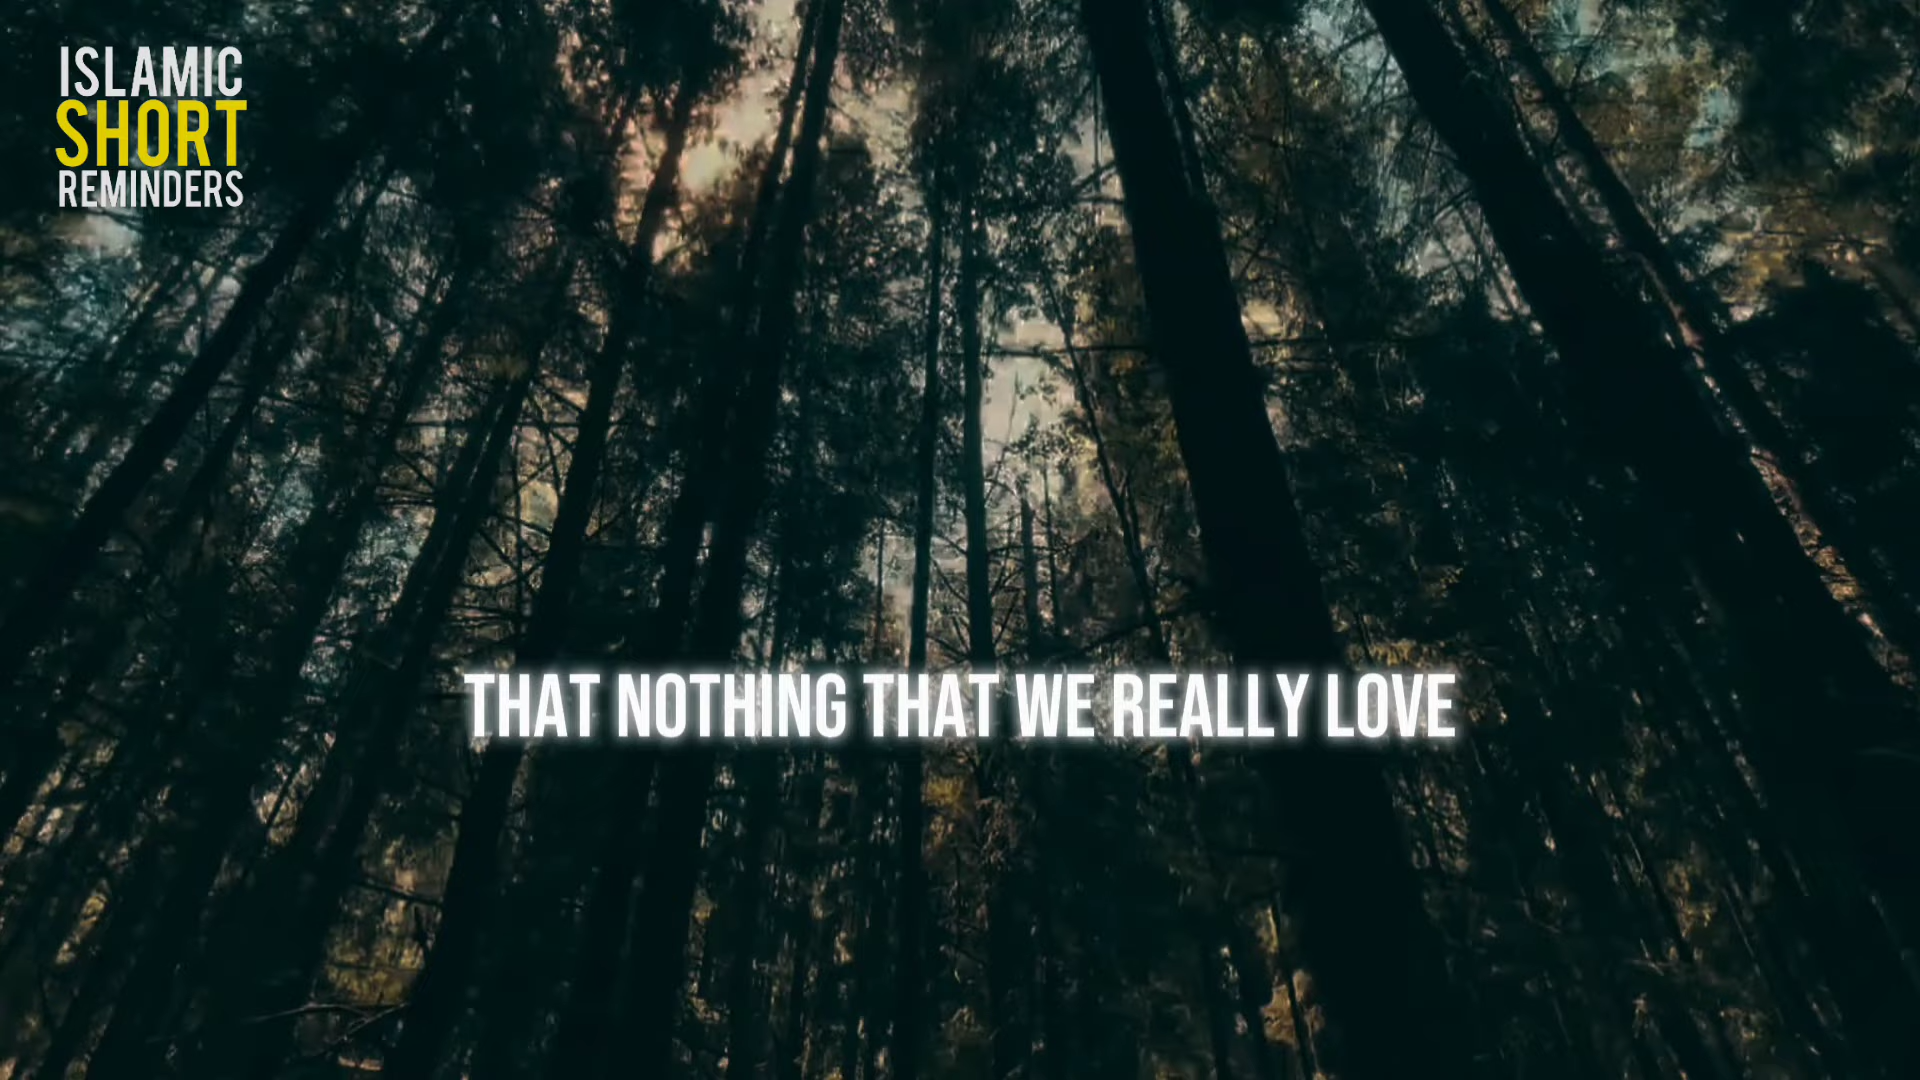 ISLAMIC
SHORT
REMINDERS
THAT NOTHING THAT WE REALLY LOVE